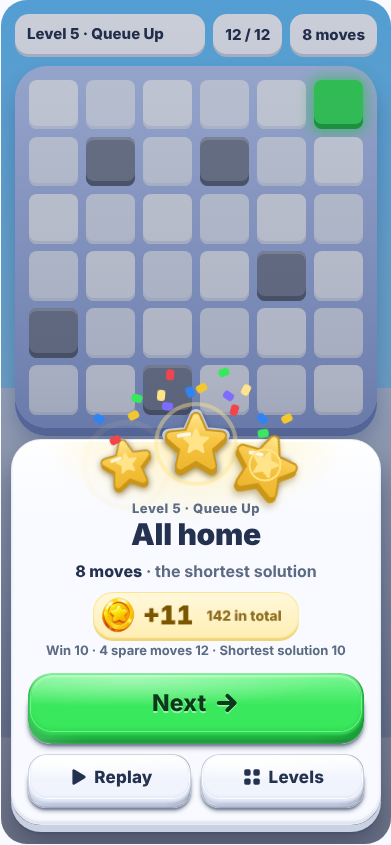 Level 5 · Queue Up
12 / 12
8 moves
Level 5 · Queue Up
All home
8 moves · the shortest solution
+11 142 in total
Win 10 · 4 spare moves 12 · Shortest solution 10
Next →
Replay
Levels